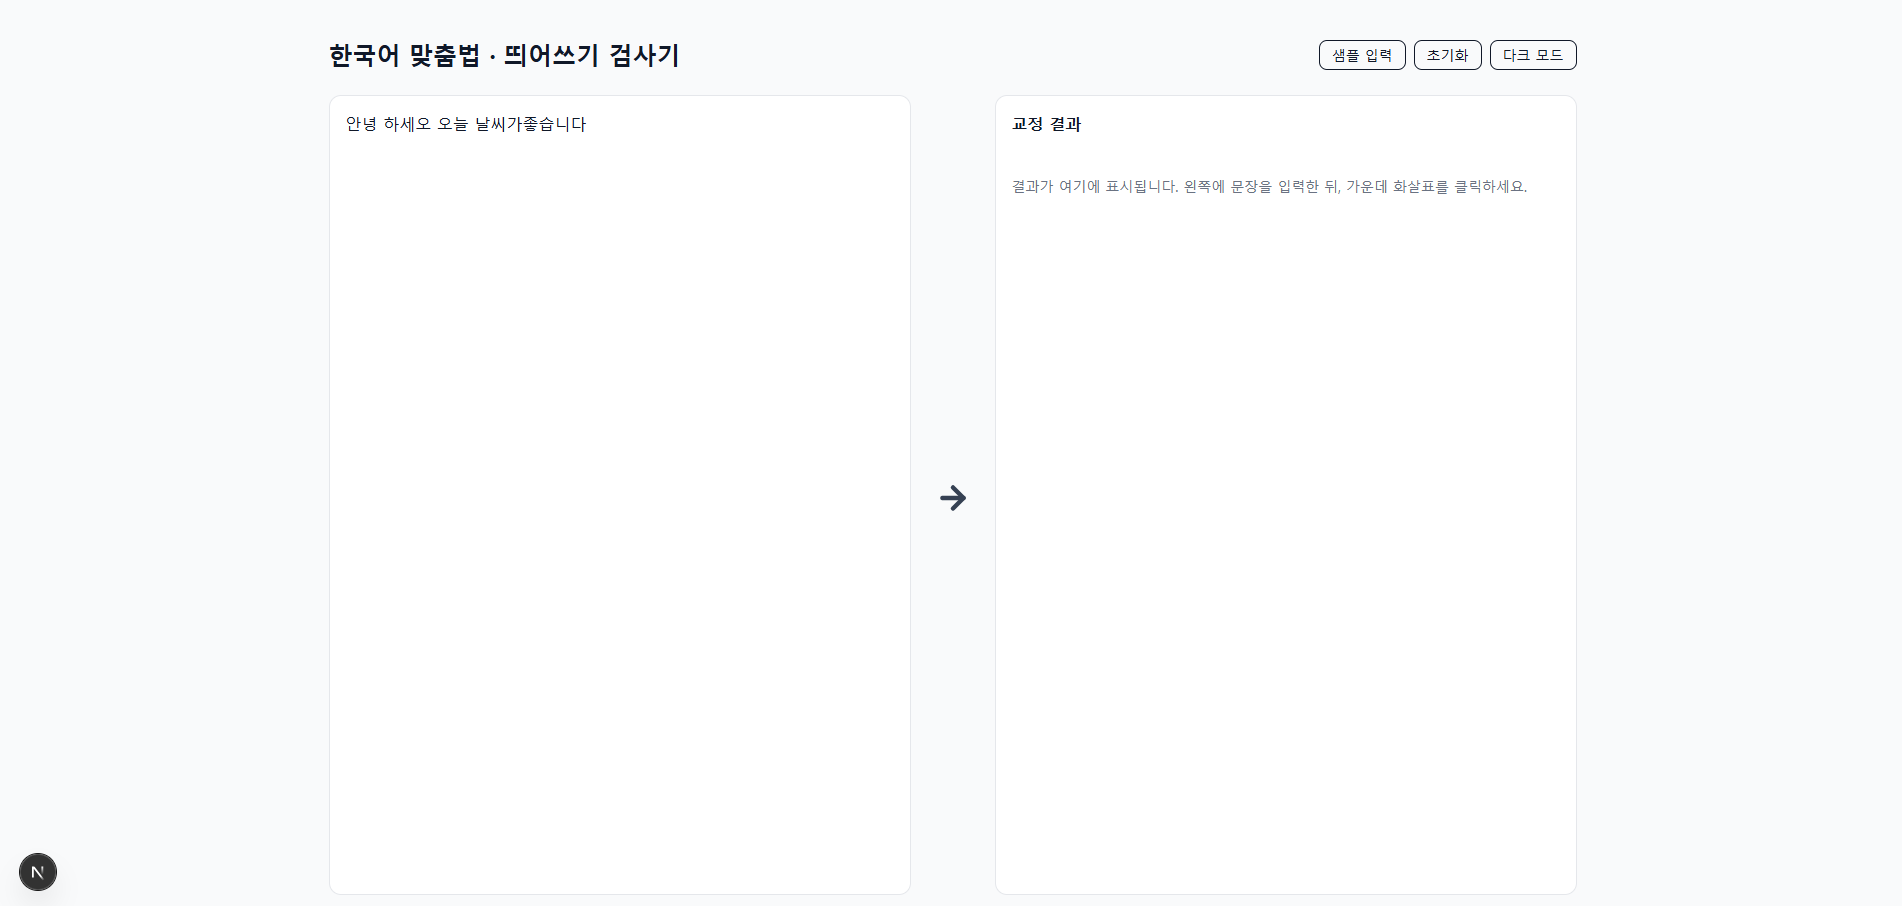 한국어 맞춤법 · 띄어쓰기 검사기
샘플 입력
초기화
다크 모드
안녕 하세오 오늘 날씨가좋습니다
교정 결과
결과가 여기에 표시됩니다. 왼쪽에 문장을 입력한 뒤, 가운데 화살표를 클릭하세요.
N